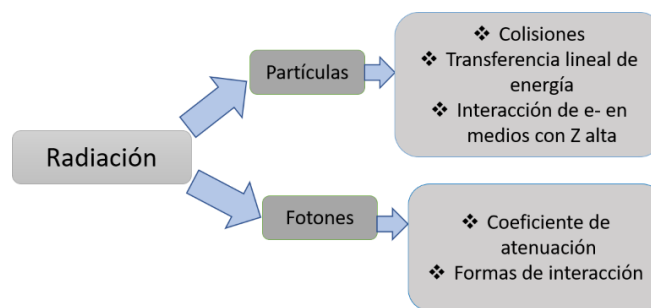 Radiación
Partículas
❖ Colisiones
❖ Transferencia lineal de
energía
❖ Interacción de e- en
medios con Z alta
Fotones
❖ Coeficiente de
atenuación
❖ Formas de interacción